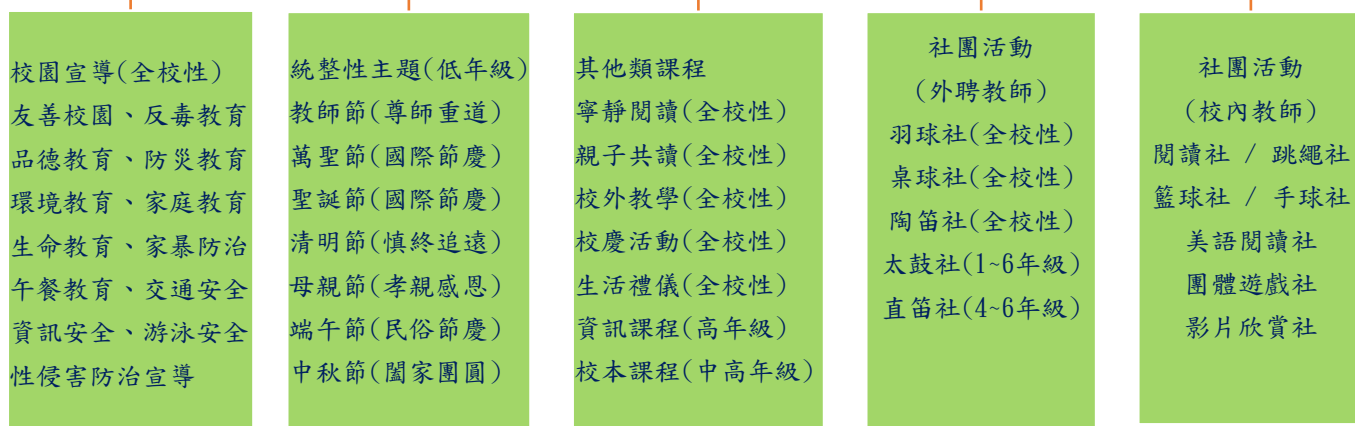 校園宣導(全校性)
友善校園、反毒教育
品德教育、防災教育
環境教育、家庭教育
生命教育、家暴防治
午餐教育、交通安全
資訊安全、游泳安全
性侵害防治宣導
統整性主題(低年級)
教師節(尊師重道)
萬聖節(國際節慶)
聖誕節(國際節慶)
清明節(慎終追遠)
母親節(孝親感恩)
端午節(民俗節慶)
中秋節(闔家團圓)
其他類課程
寧靜閱讀(全校性)
親子共讀(全校性)
校外教學(全校性)
校慶活動(全校性)
生活禮儀(全校性)
資訊課程(高年級)
校本課程(中高年級)
社團活動
(外聘教師)
羽球社(全校性)
桌球社(全校性)
陶笛社(全校性)
太鼓社(1~6年級)
直笛社(4~6年級)
社團活動
(校內教師)
閱讀社 / 跳繩社
籃球社 / 手球社
美語閱讀社
團體遊戲社
影片欣賞社